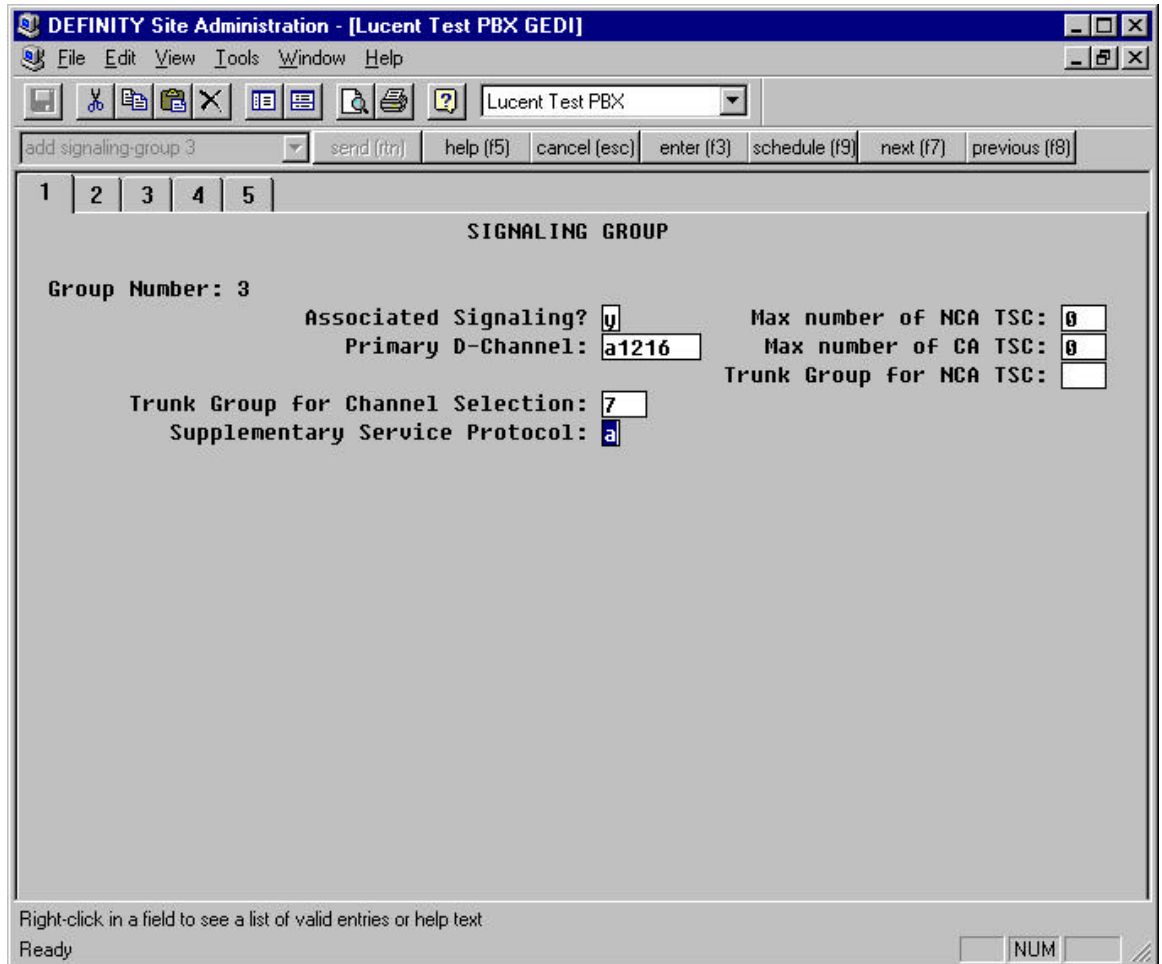 DEFINITY Site Administration - [Lucent Test PBX GEDI]
File Edit View Tools Window Help
Lucent Test PBX
add signaling-group 3 send (rtn) help (f5) cancel (esc) enter (f3) schedule (f9) next (f7) previous (f8)
1 2 3 4 5
SIGNALING GROUP
Group Number: 3
Associated Signaling? y Max number of NCA TSC: 0
Primary D-Channel: a1216 Max number of CA TSC: 0
Trunk Group for NCA TSC:
Trunk Group for Channel Selection: 7
Supplementary Service Protocol: a
Right-click in a field to see a list of valid entries or help text
Ready NUM